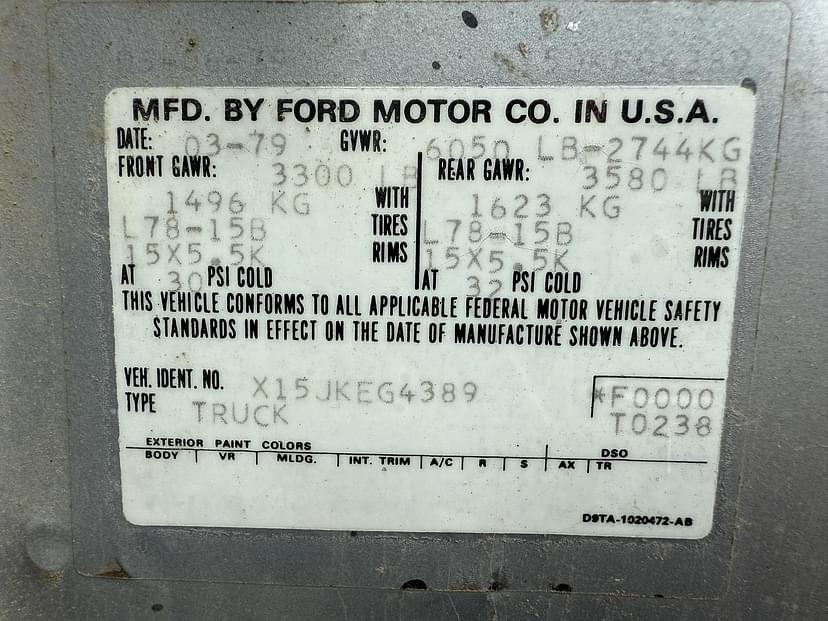 MFD. BY FORD MOTOR CO. IN U.S.A.
DATE: 03-79 GVWR: 6050 LB-2744KG
FRONT GAWR: 3300 LB REAR GAWR: 3580 LB
1496 KG WITH 1623 KG WITH
L78-15B TIRES L78-15B TIRES
15X5.5K RIMS 15X5.5K RIMS
AT 30 PSI COLD AT 32 PSI COLD
THIS VEHICLE CONFORMS TO ALL APPLICABLE FEDERAL MOTOR VEHICLE SAFETY
STANDARDS IN EFFECT ON THE DATE OF MANUFACTURE SHOWN ABOVE.
VEH. IDENT. NO. X15JKEG4389 *F0000
TYPE TRUCK T0238
EXTERIOR PAINT COLORS DSO
BODY VR MLDG. INT. TRIM A/C R S AX TR
D9TA-1020472-AB